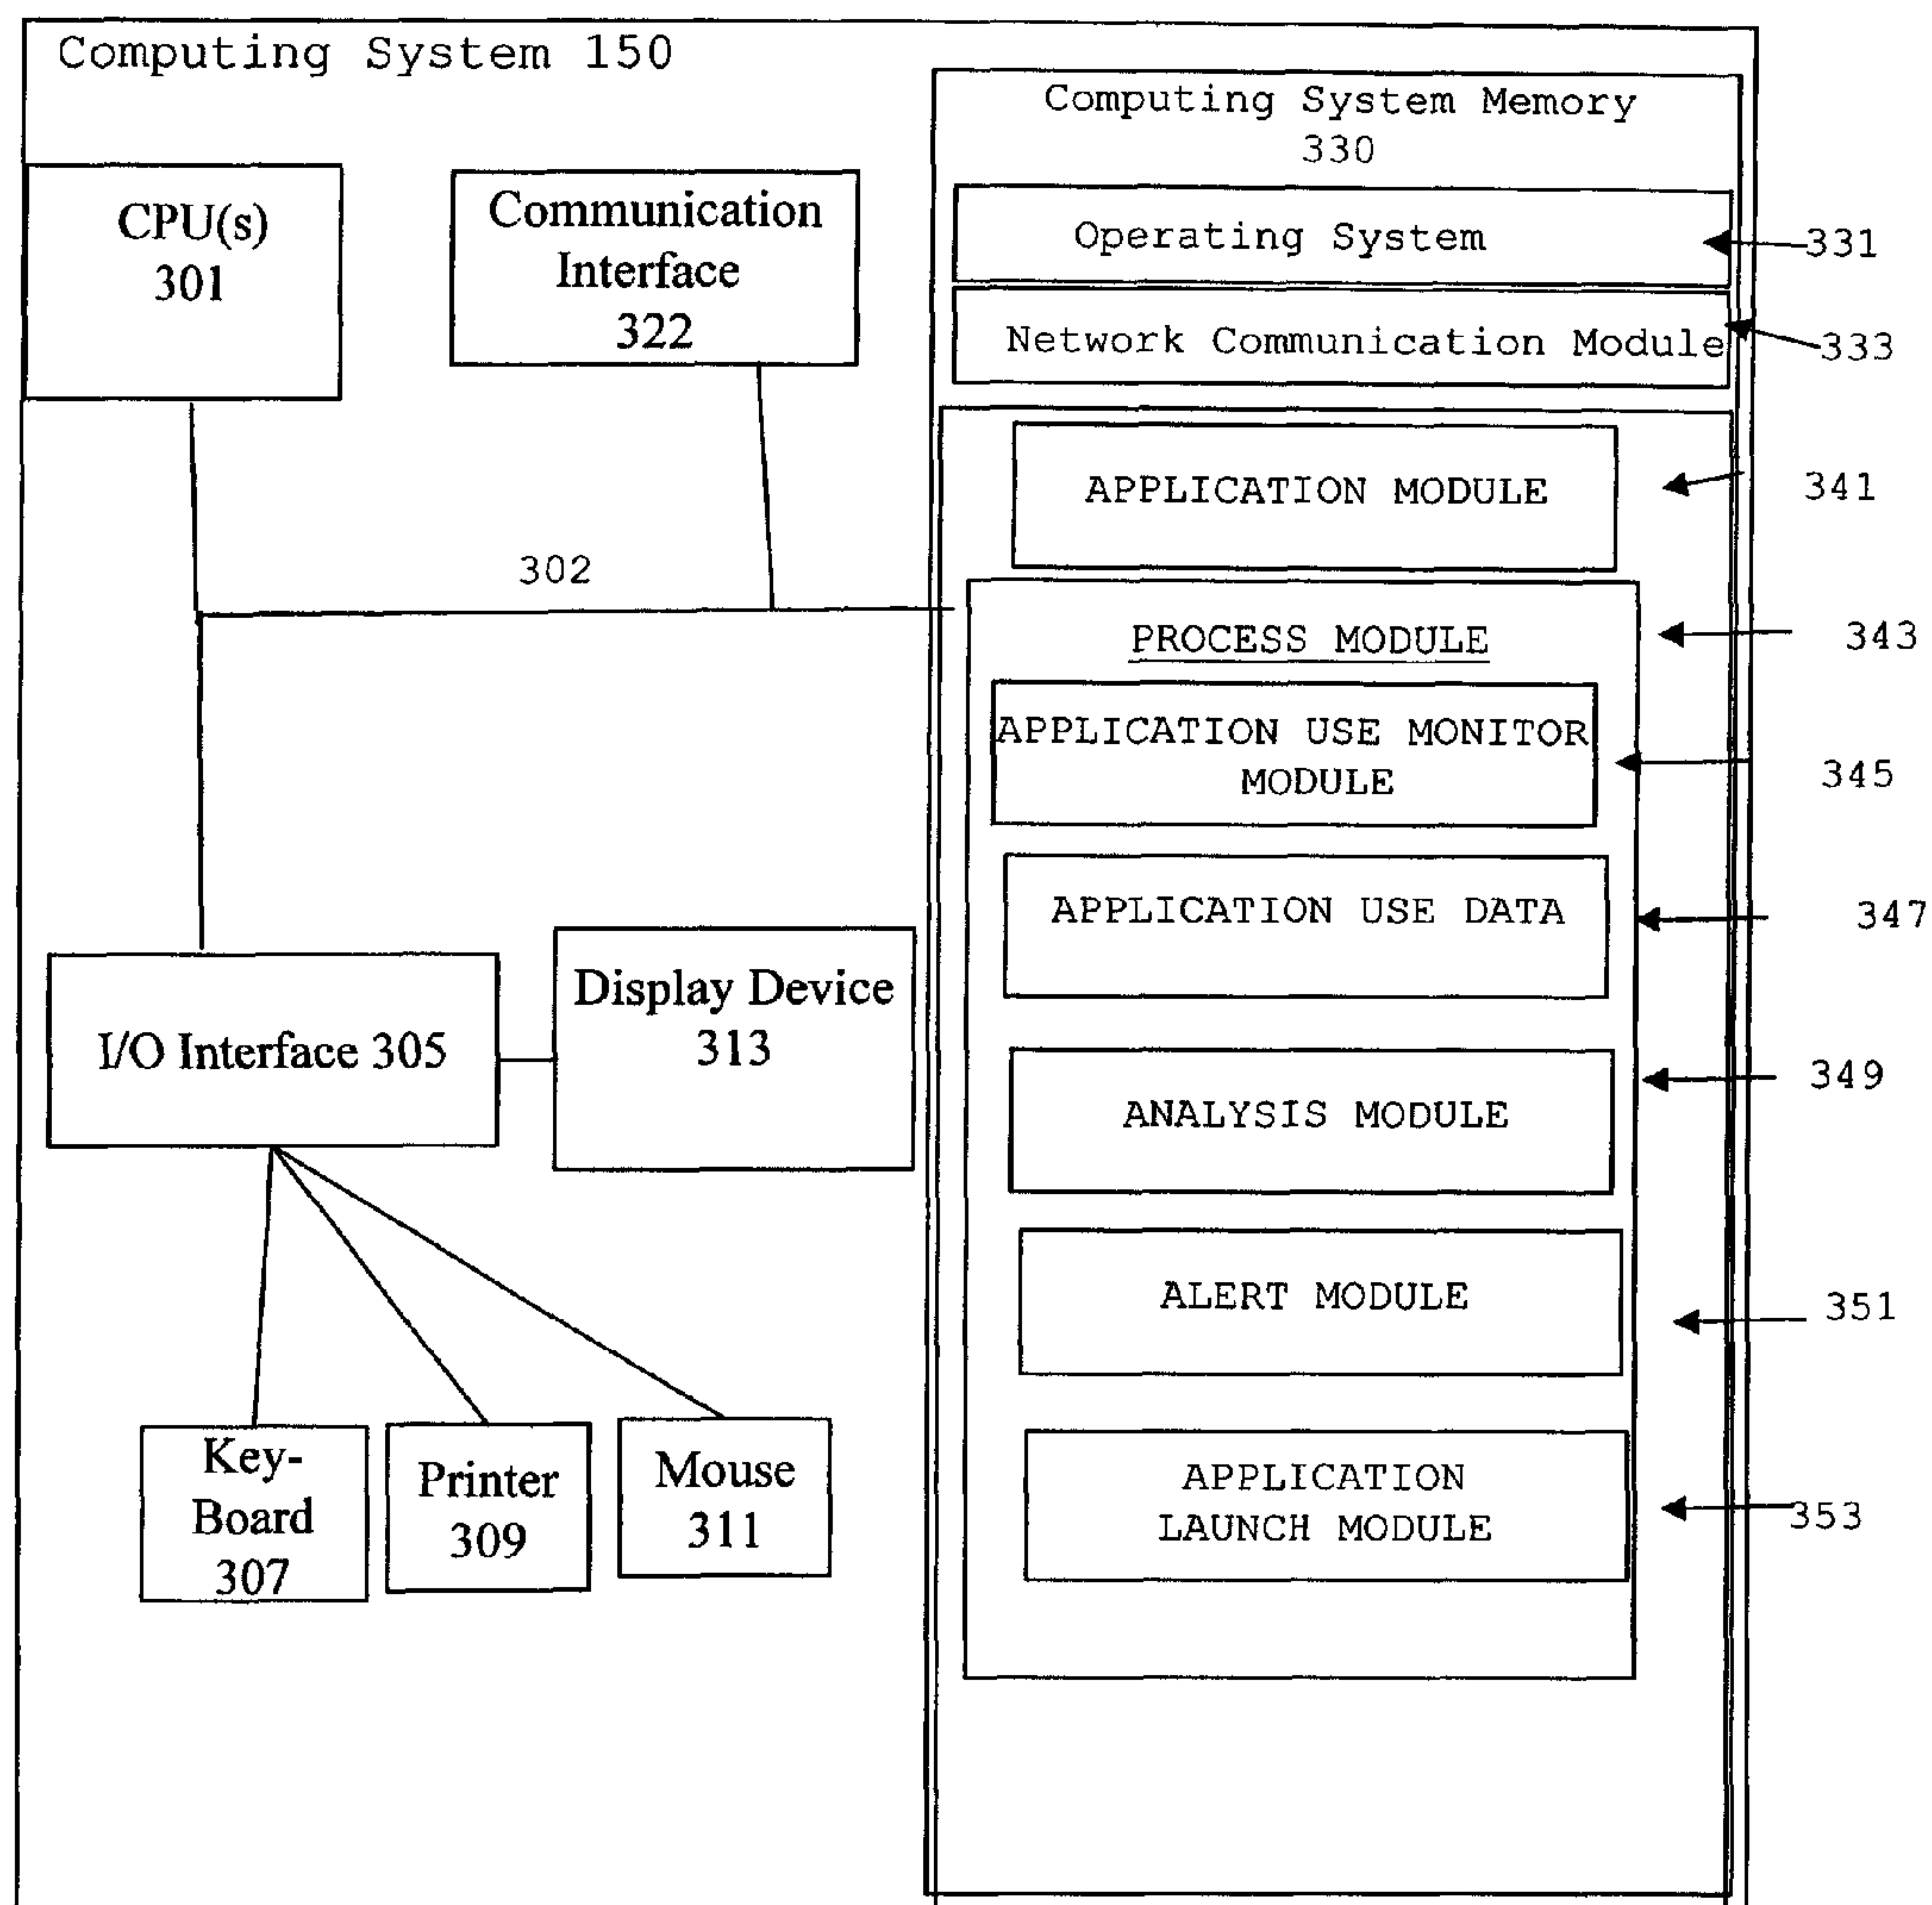 Computing System 150
Computing System Memory
330
CPU(s)
301
Communication
Interface
322
Operating System
331
Network Communication Module
333
APPLICATION MODULE
341
302
PROCESS MODULE
343
APPLICATION USE MONITOR
MODULE
345
APPLICATION USE DATA
347
I/O Interface 305
Display Device
313
ANALYSIS MODULE
349
ALERT MODULE
351
Key-
Board
307
Printer
309
Mouse
311
APPLICATION
LAUNCH MODULE
353